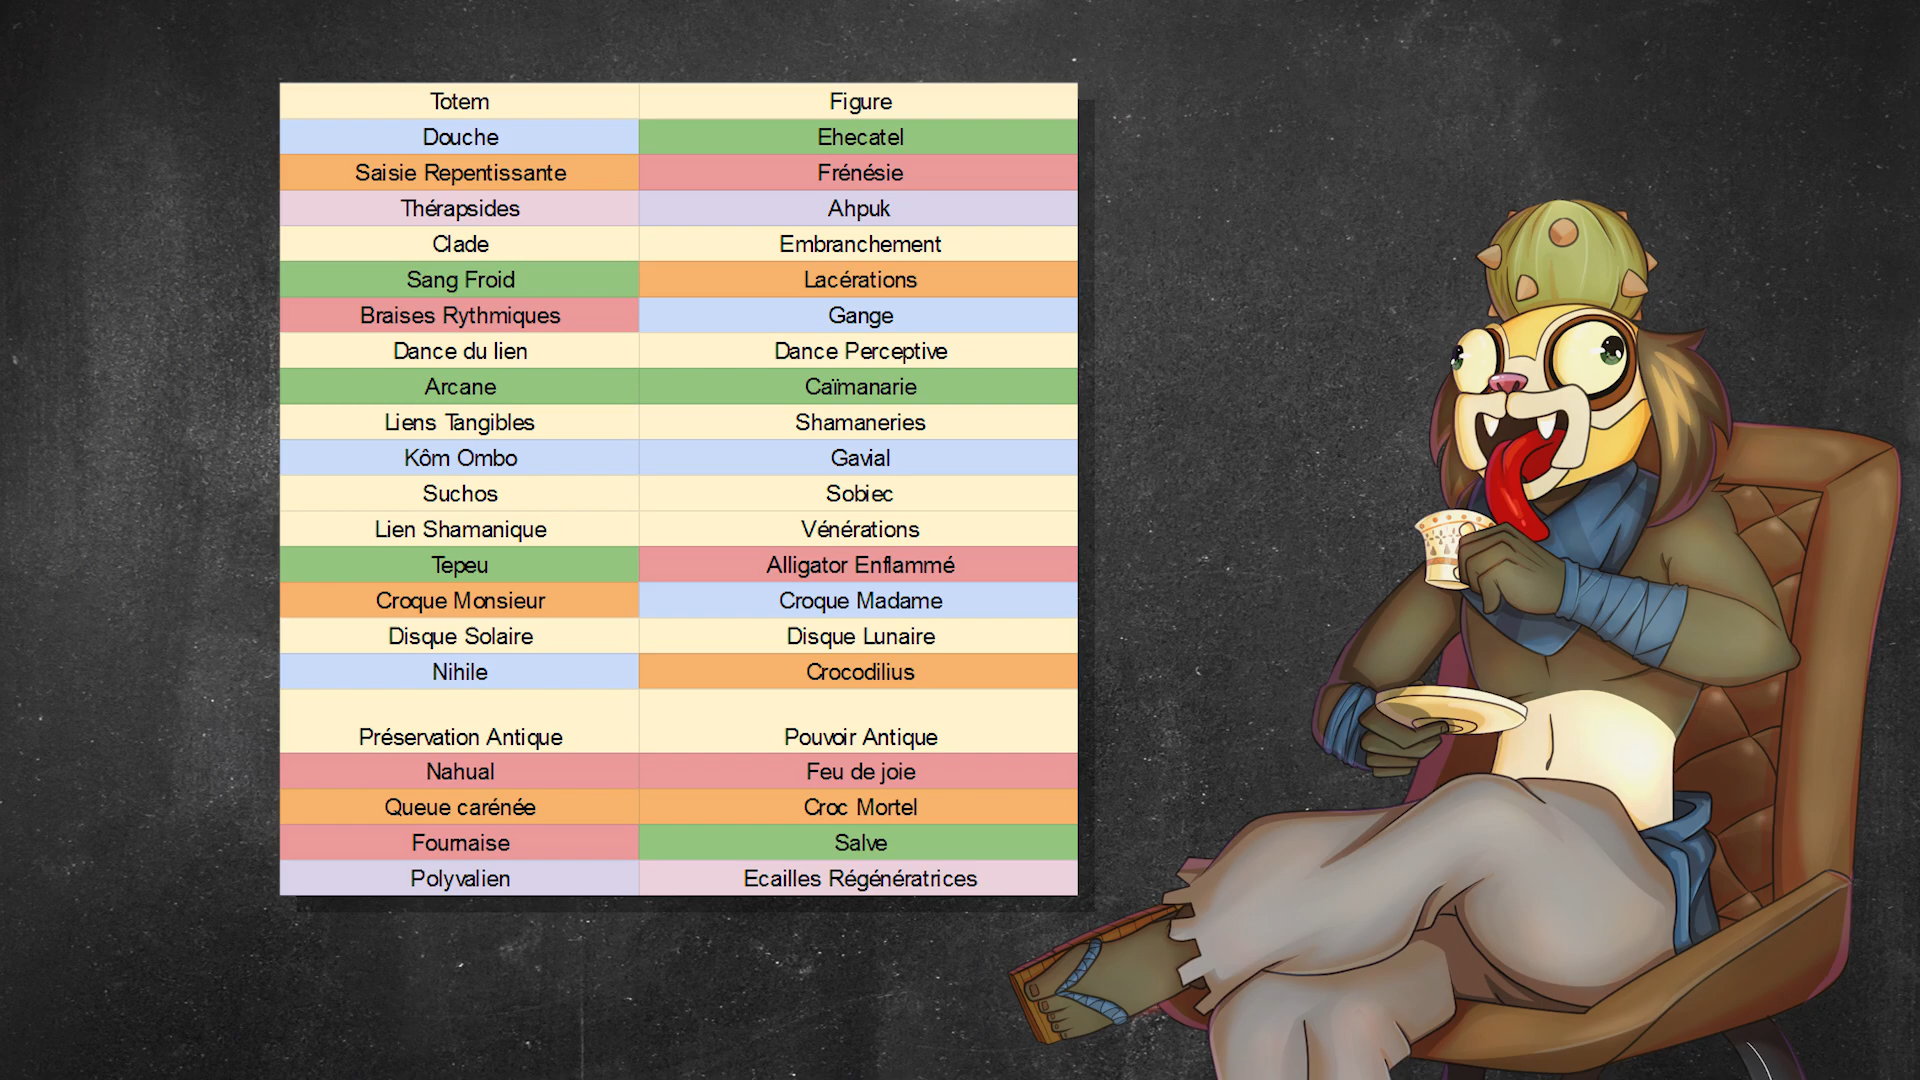 Totem Figure
Douche Ehecatel
Saisie Repentissante Frénésie
Thérapsides Ahpuk
Clade Embranchement
Sang Froid Lacérations
Braises Rythmiques Gange
Dance du lien Dance Perceptive
Arcane Caïmanarie
Liens Tangibles Shamaneries
Kôm Ombo Gavial
Suchos Sobiec
Lien Shamanique Vénérations
Tepeu Alligator Enflammé
Croque Monsieur Croque Madame
Disque Solaire Disque Lunaire
Nihile Crocodilius
Préservation Antique Pouvoir Antique
Nahual Feu de joie
Queue carénée Croc Mortel
Fournaise Salve
Polyvalien Ecailles Régénératrices